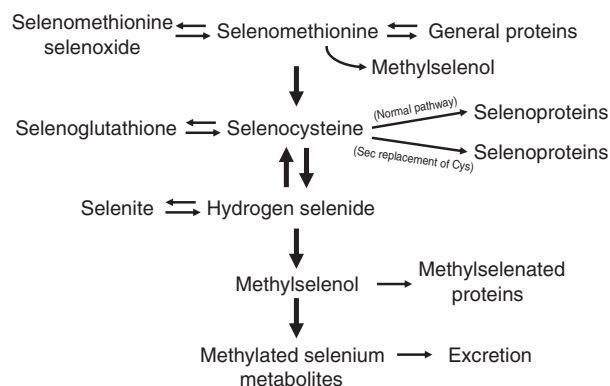 Selenomethionine
selenoxide
Selenomethionine
General proteins
Methylselenol
Selenoglutathione
Selenocysteine
(Normal pathway)
Selenoproteins
(Sec replacement of Cys)
Selenoproteins
Selenite
Hydrogen selenide
Methylselenol
Methylselenated
proteins
Methylated selenium
metabolites
Excretion